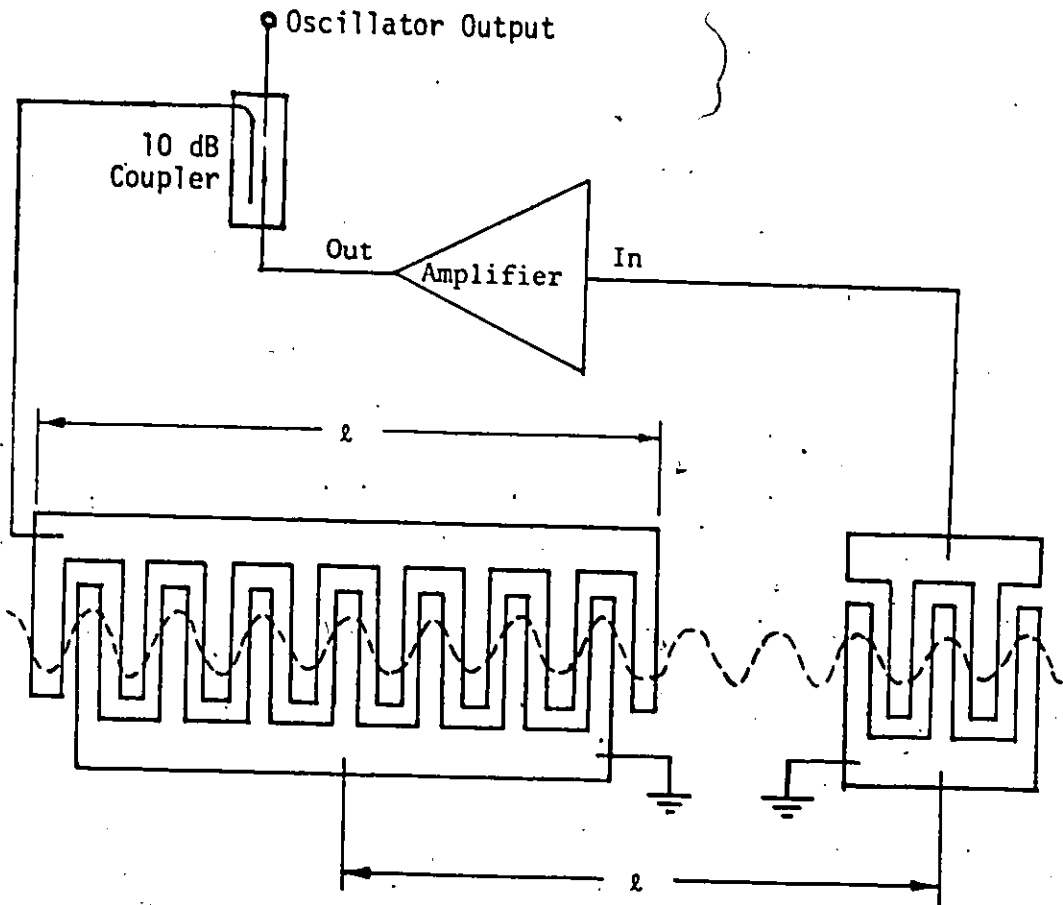 Oscillator Output
10 dB
Coupler
Out
Amplifier
In
ℓ
ℓ